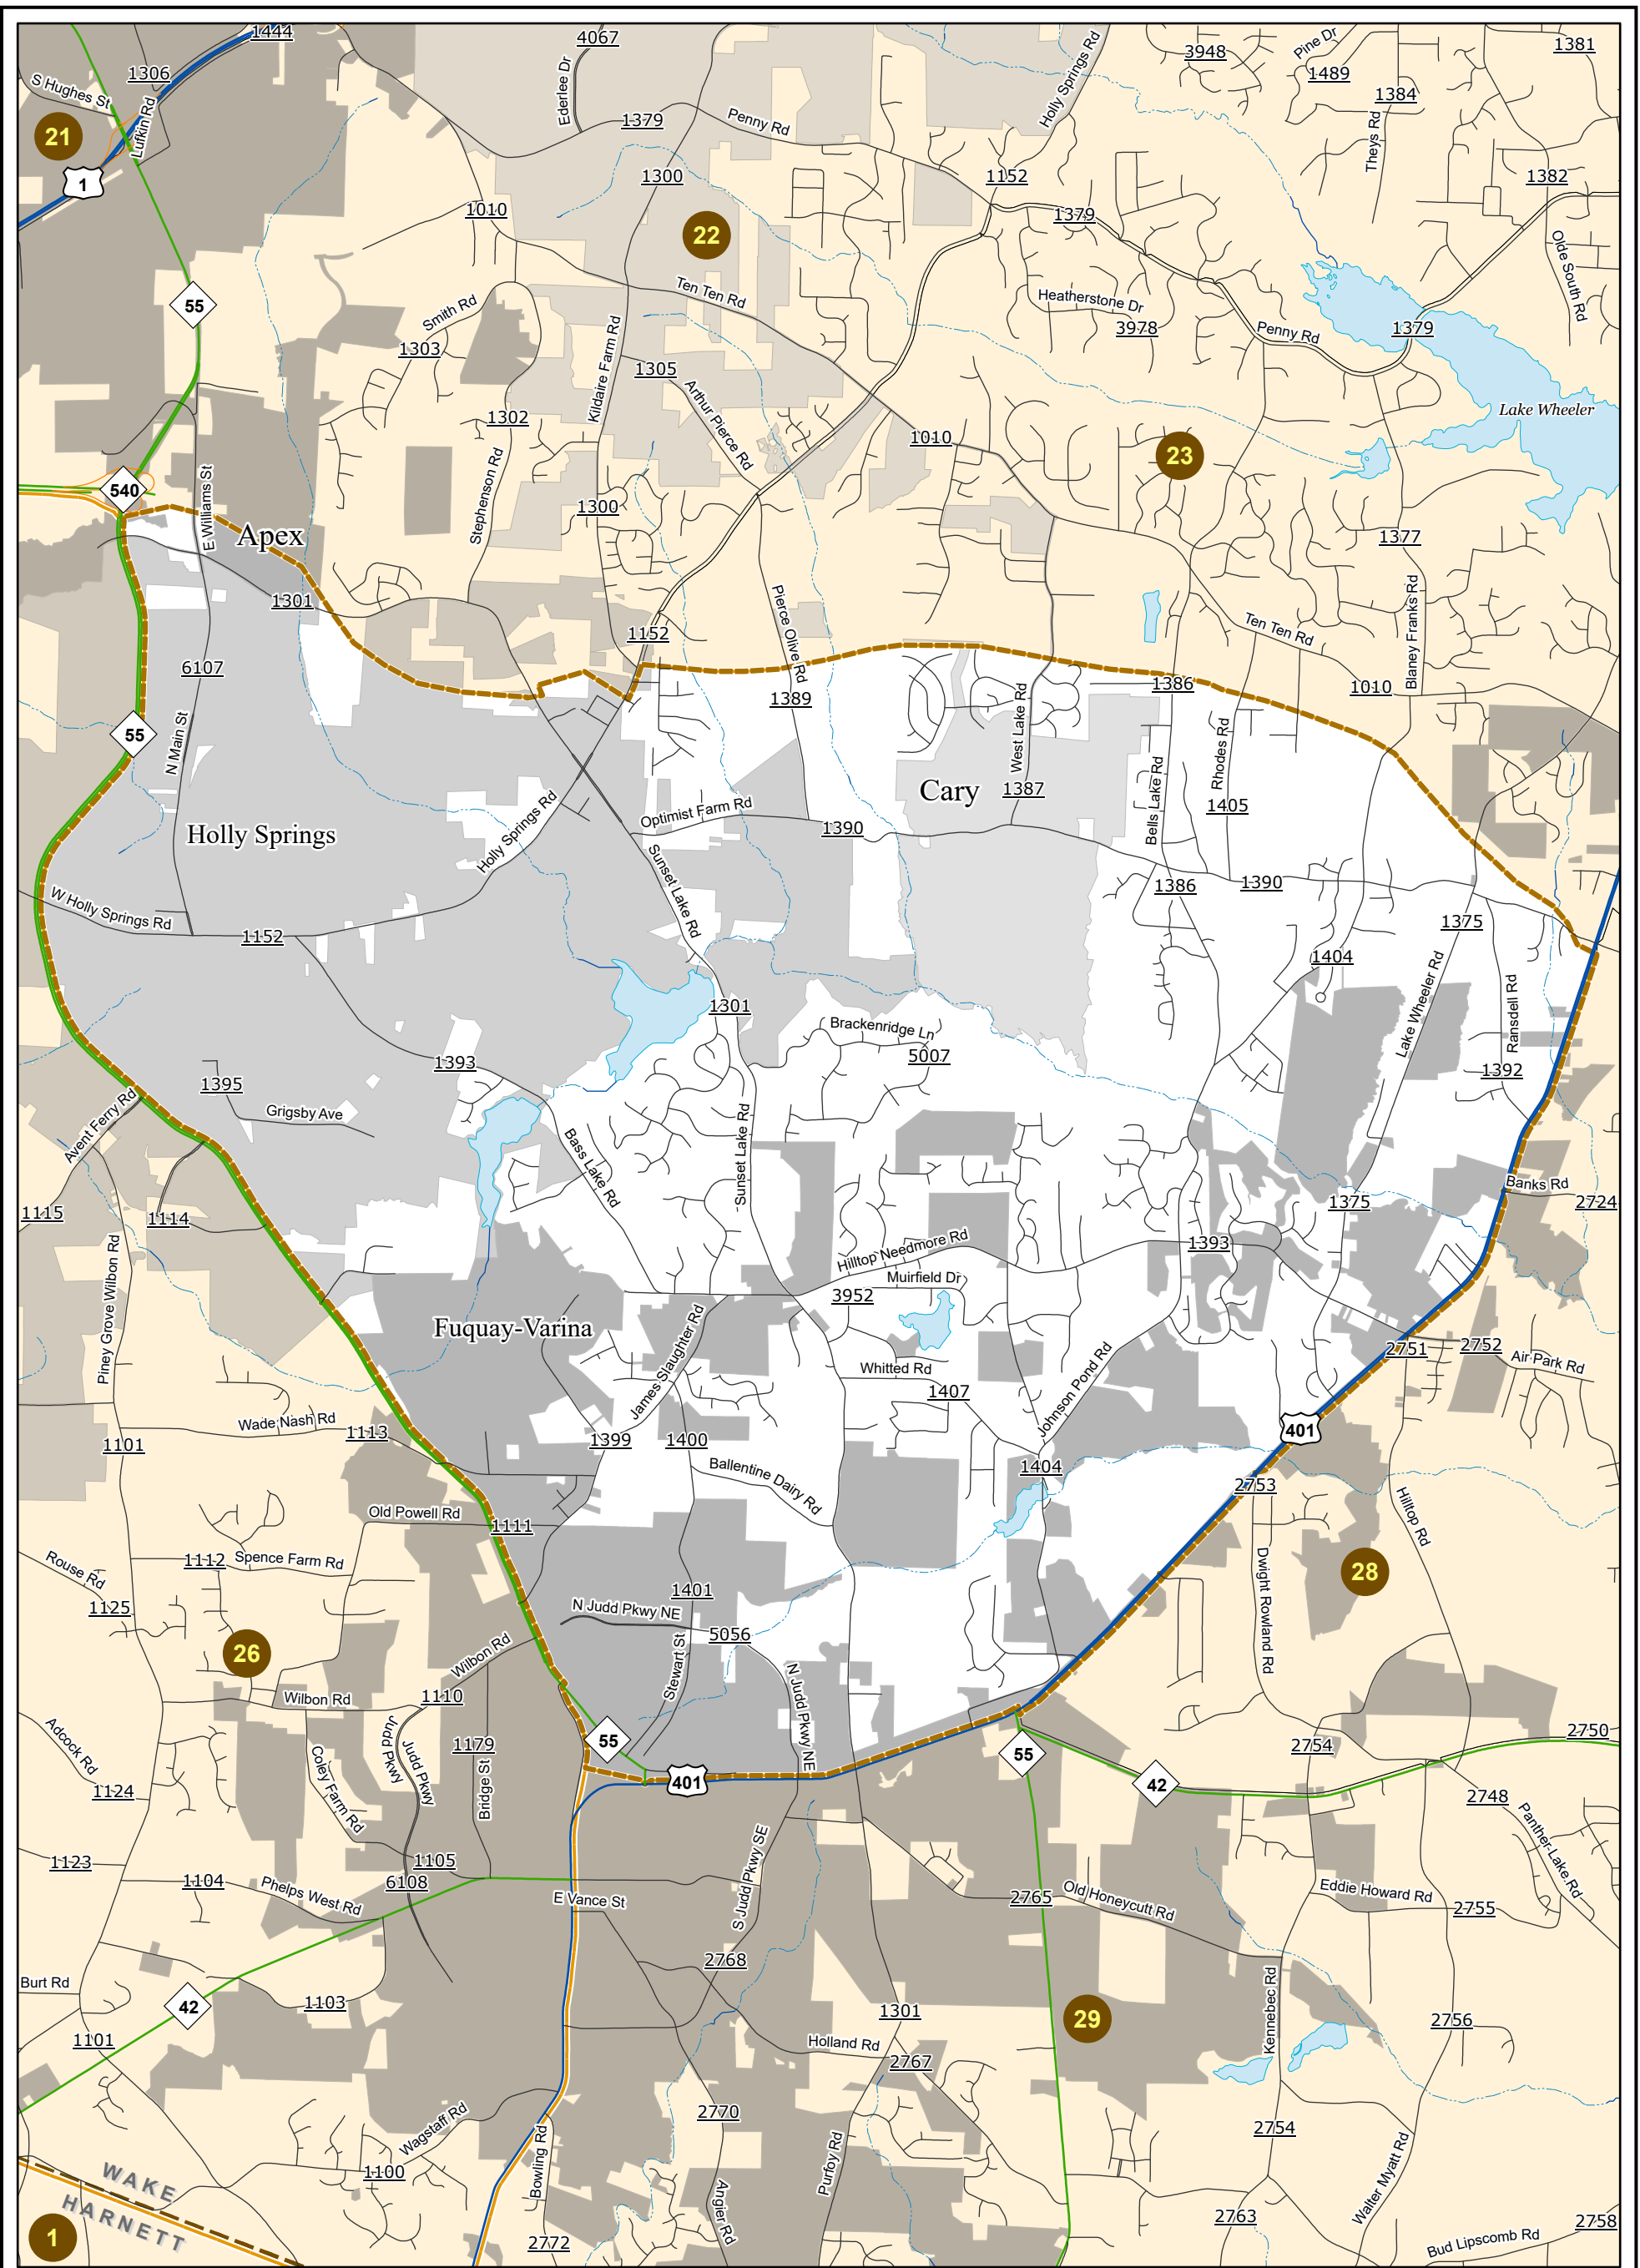 1444
4067
Holly Springs Rd
3948
Pine Dr
1381
1306
S Hughes St
Lufkin Rd
Ederlee Dr
1489
1384
21
1379
Penny Rd
Theys Rd
1
1300
1152
1382
1010
22
1379
Olde South Rd
55
Ten Ten Rd
Heatherstone Dr
3978
Penny Rd
1379
Smith Rd
1303
Kildaire Farm Rd
1305
Arthur Pierce Rd
Lake Wheeler
1302
1010
23
Stephenson Rd
540
E Williams St
1300
Apex
1377
1301
Pierce Olive Rd
Blaney Franks Rd
Ten Ten Rd
1152
6107
1389
1386
1010
55
N Main St
West Lake Rd
Rhodes Rd
Cary
1387
Bells Lake Rd
1405
Holly Springs
Holly Springs Rd
Optimist Farm Rd
1390
Sunset Lake Rd
1386
1390
W Holly Springs Rd
1152
1375
1404
Lake Wheeler Rd
Ransdell Rd
1301
Brackenridge Ln
5007
1393
1392
1395
Grigsby Ave
Avent Ferry Rd
Bass Lake Rd
Sunset Lake Rd
1115
1114
1375
Banks Rd
2724
Piney Grove Wilbon Rd
Hilltop Needmore Rd
1393
Muirfield Dr
3952
Fuquay-Varina
James Slaughter Rd
2751
2752
Air Park Rd
Whitted Rd
1407
Johnson Pond Rd
Wade Nash Rd
1113
1101
1399
1400
401
Ballentine Dairy Rd
1404
2753
Old Powell Rd
1111
Hilltop Rd
Rouse Rd
1112
Spence Farm Rd
28
Dwight Rowland Rd
1125
1401
N Judd Pkwy NE
5056
26
Wilbon Rd
Stewart St
N Judd Pkwy NE
Wilbon Rd
1110
Adcock Rd
Judd Pkwy
Judd Pkwy
1179
Coley Farm Rd
Bridge St
55
55
2754
2750
401
42
1124
2748
Panther Lake Rd
1123
1105
1104
6108
Phelps West Rd
E Vance St
S Judd Pkwy SE
2765
Old Honeycutt Rd
Eddie Howard Rd
2755
2768
Burt Rd
42
1103
1301
29
Kennebec Rd
2756
1101
Holland Rd
2767
2770
Wagstaff Rd
1100
Bowling Rd
Purfoy Rd
2754
Walter Myatt Rd
WAKE
HARNETT
1
Angier Rd
2772
2763
2758
Bud Lipscomb Rd